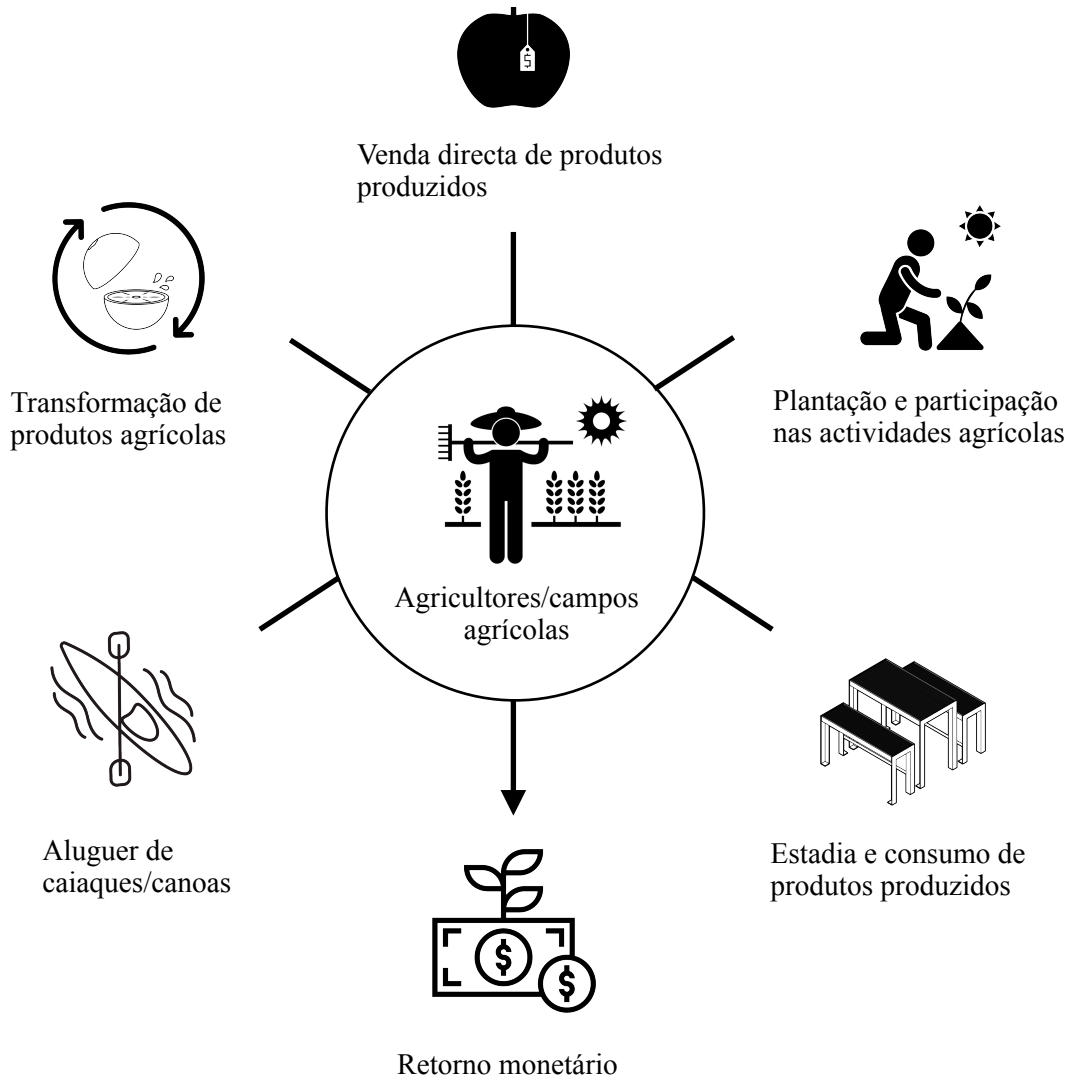 $
Venda directa de produtos
produzidos
Transformação de
produtos agrícolas
Plantação e participação
nas actividades agrícolas
Agricultores/campos
agrícolas
Aluguer de
caiaques/canoas
Estadia e consumo de
produtos produzidos
$
$
Retorno monetário